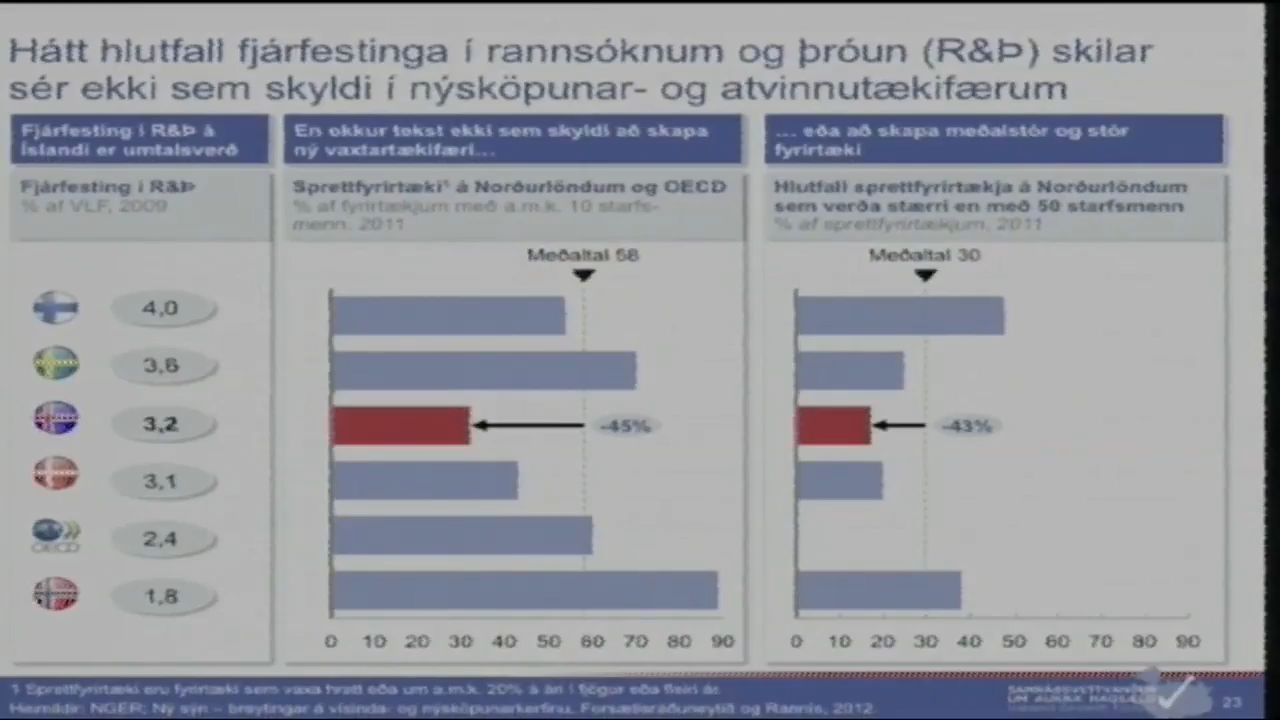 Hátt hlutfall fjárfestinga í rannsóknum og þróun (R&Þ) skilar
sér ekki sem skyldi í nýsköpunar- og atvinnutækifærum
Fjárfesting í R&Þ á
Íslandi er umtalsverð
Fjárfesting í R&Þ
% af VLF, 2009
4,0
3,6
3,2
3,1
OECD
2,4
1,8
En okkur tekst ekki sem skyldi að skapa
ný vaxtartækifæri...
Sprettfyrirtæki¹ á Norðurlöndum og OECD
% af fyrirtækjum með a.m.k. 10 starfs-
menn, 2011
Meðaltal 58
-45%
0 10 20 30 40 50 60 70 80 90
... eða að skapa meðalstór og stór
fyrirtæki
Hlutfall sprettfyrirtækja á Norðurlöndum
sem verða stærri en með 50 starfsmenn
% af sprettfyrirtækjum, 2011
Meðaltal 30
-43%
0 10 20 30 40 50 60 70 80 90
1 Sprettfyrirtæki eru fyrirtæki sem vaxa hratt eða um a.m.k. 20% á ári í fjögur eða fleiri ár
Heimildir: NGER; Ný sýn – breytingar á vísinda- og nýsköpunarkerfinu, Forsætisráðuneytið og Rannís, 2012
SAMRÁÐSVETTVANGUR
UM AUKNA HAGSÆLD
23